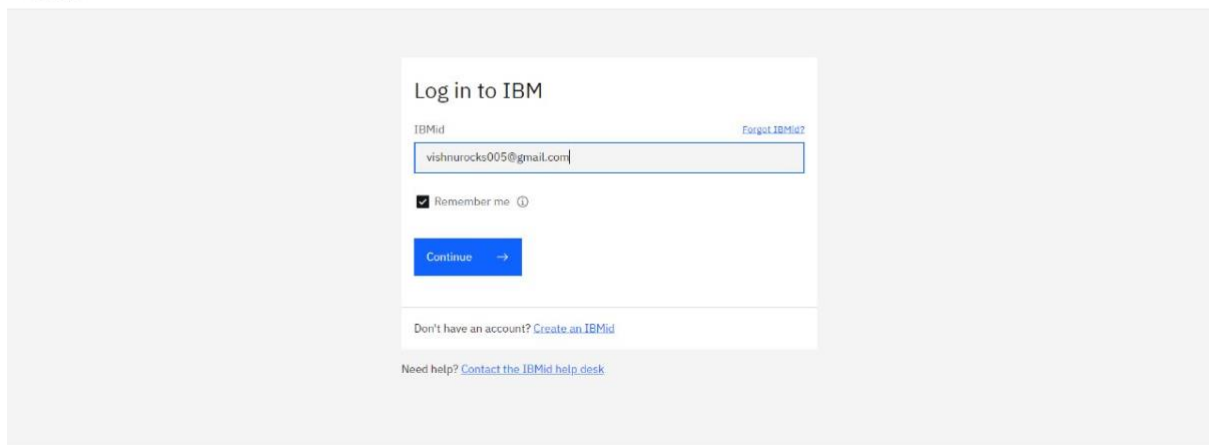 Log in to IBM
IBMid Forgot IBMid?
vishnurocks005@gmail.com
Remember me
Continue →
Don't have an account? Create an IBMid
Need help? Contact the IBMid help desk